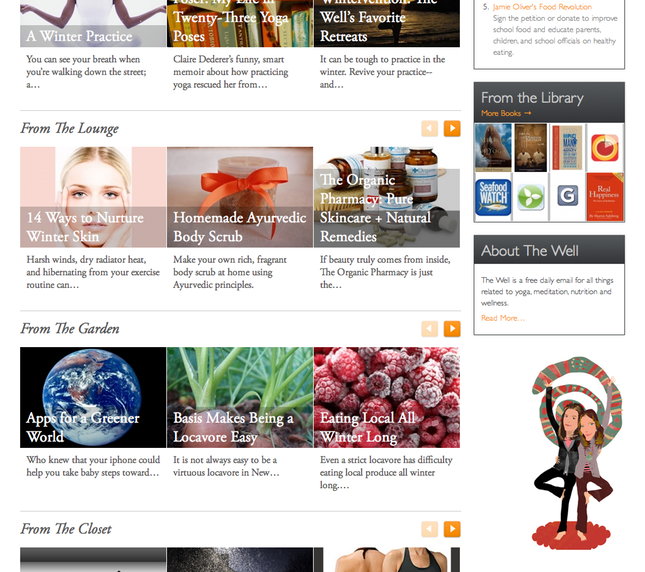 A Winter Practice
Poser: My Life in
Twenty-Three Yoga
Poses
Wintervention: The
Well's Favorite
Retreats
You can see your breath when
you're walking down the street;
a…
Claire Dederer's funny, smart
memoir about how practicing
yoga rescued her from…
It can be tough to practice in the
winter. Revive your practice--
and…
From The Lounge
14 Ways to Nurture
Winter Skin
Homemade Ayurvedic
Body Scrub
The Organic
Pharmacy: Pure
Skincare + Natural
Remedies
Harsh winds, dry radiator heat,
and hibernating from your exercise
routine can…
Make your own rich, fragrant
body scrub at home using
Ayurvedic principles.
If beauty truly comes from inside,
The Organic Pharmacy is just
the…
From The Garden
Apps for a Greener
World
Basis Makes Being a
Locavore Easy
Eating Local All
Winter Long
Who knew that your iphone could
help you take baby steps toward…
It is not always easy to be a
virtuous locavore in New…
Even a strict locavore has difficulty
eating local produce all winter
long.…
From The Closet
5. Jamie Oliver's Food Revolution
Sign the petition or donate to improve
school food and educate parents,
children, and school officials on healthy
eating.
From the Library
More Books →
Seafood
WATCH
G
Real
Happiness
About The Well
The Well is a free daily email for all things
related to yoga, meditation, nutrition and
wellness.
Read More…